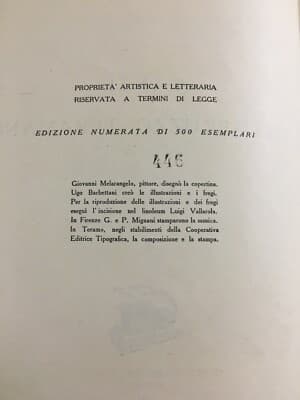 PROPRIETA' ARTISTICA E LETTERARIA
RISERVATA A TERMINI DI LEGGE
EDIZIONE NUMERATA DI 500 ESEMPLARI
446
Giovanni Melarangelo, pittore, disegnò la copertina.
Ugo Barbettani creò le illustrazioni e i fregi.
Per la riproduzione delle illustrazioni e dei fregi
eseguì l'incisione nel linoleum Luigi Vallarola.
In Firenze G. e P. Mignani stamparono la musica.
In Teramo, negli stabilimenti della Cooperativa
Editrice Tipografica, la composizione e la stampa.